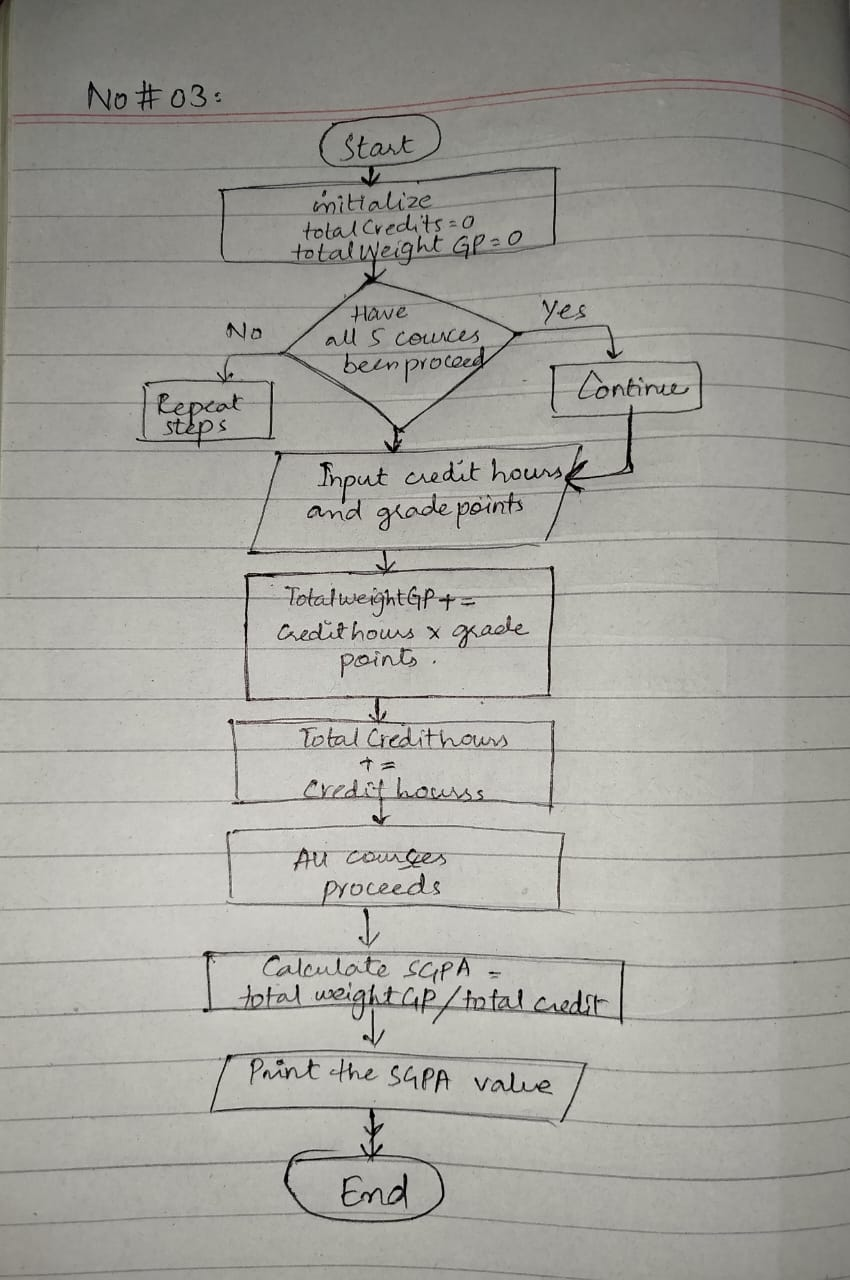 No # 03:
Start
initialize
total Credits = 0
total Weight GP = 0
Have
all 5 cources
been proceed
No
Yes
Repeat
steps
Continue
Input credit hours
and grade points
Total weight GP + =
Credit hours x grade
points.
Total Credit hours
+ =
Credit hourss
All courses
proceeds
Calculate SGPA =
total weight GP / total credit
Print the SGPA value
End